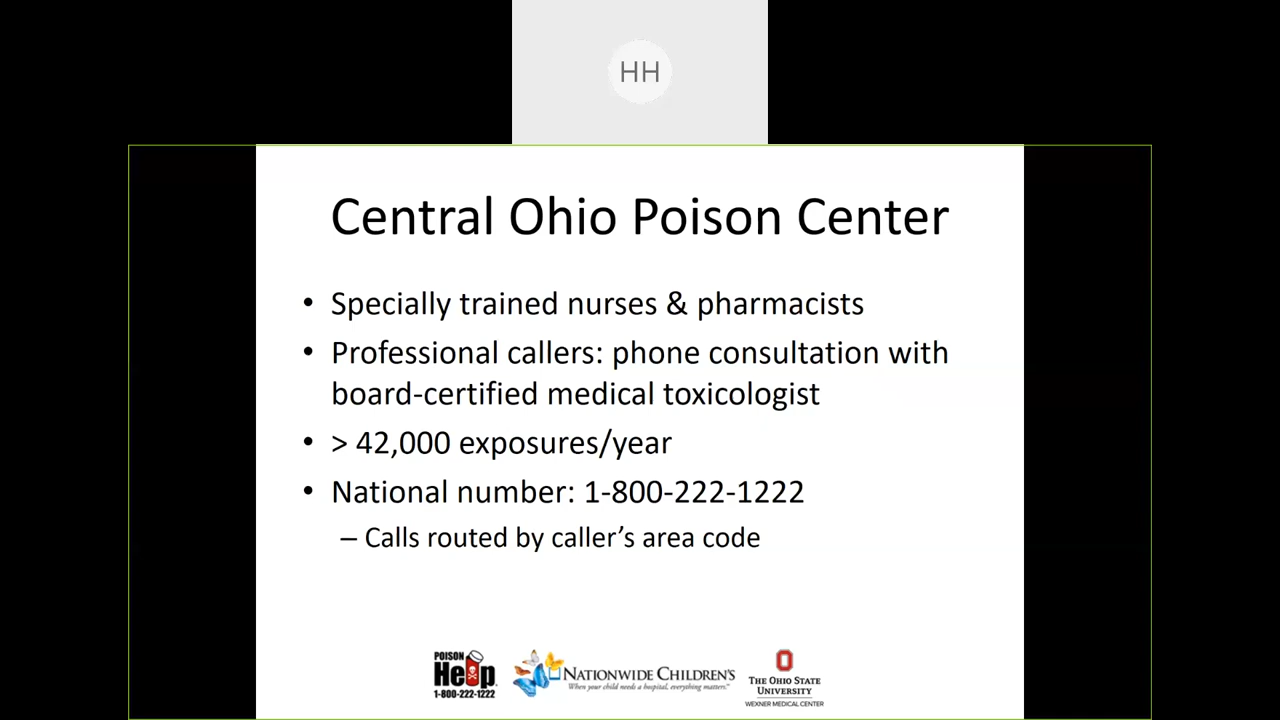 HH
Central Ohio Poison Center
• Specially trained nurses & pharmacists
• Professional callers: phone consultation with
board-certified medical toxicologist
• > 42,000 exposures/year
• National number: 1-800-222-1222
– Calls routed by caller's area code
POISON
Help
1-800-222-1222
NATIONWIDE CHILDREN'S
When your child needs a hospital, everything matters.
THE OHIO STATE
UNIVERSITY
WEXNER MEDICAL CENTER